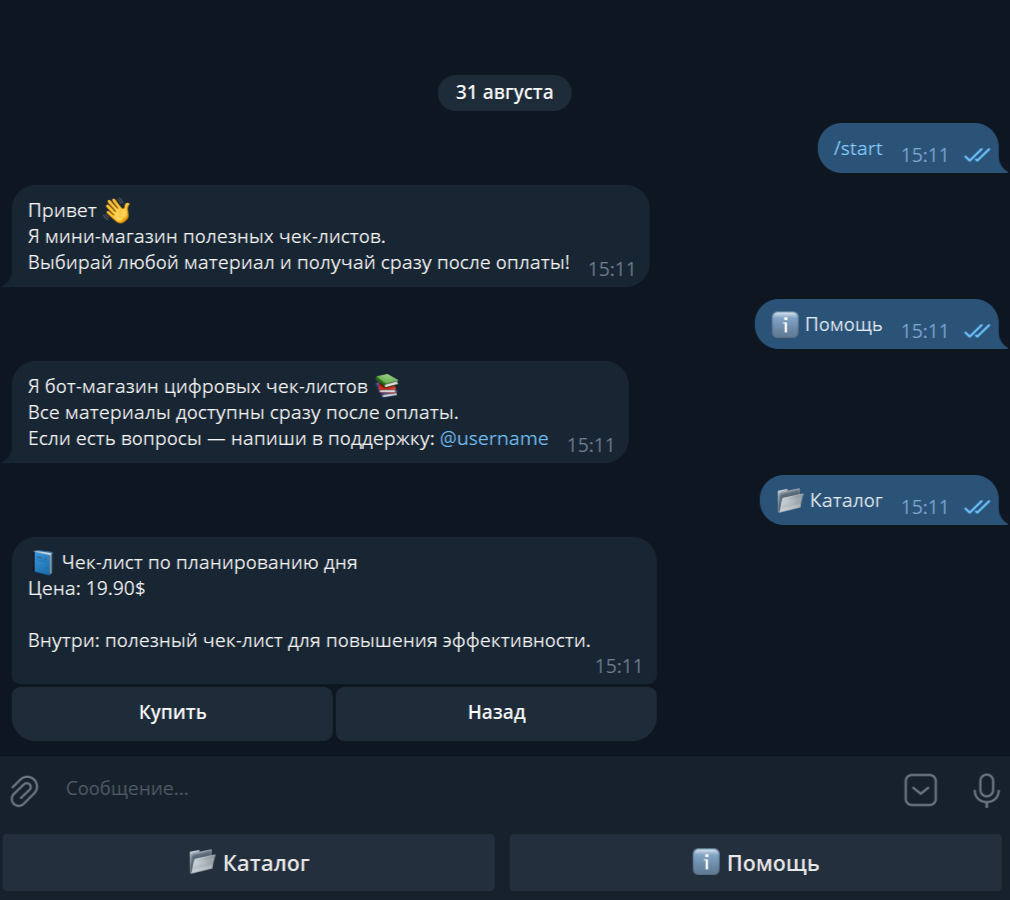 31 августа
/start 15:11
Привет 👋
Я мини-магазин полезных чек-листов.
Выбирай любой материал и получай сразу после оплаты! 15:11
ℹ️ Помощь 15:11
Я бот-магазин цифровых чек-листов 📚
Все материалы доступны сразу после оплаты.
Если есть вопросы — напиши в поддержку: @username 15:11
📂 Каталог 15:11
📘 Чек-лист по планированию дня
Цена: 19.90$
Внутри: полезный чек-лист для повышения эффективности.
15:11
Купить Назад
Сообщение...
📂 Каталог ℹ️ Помощь